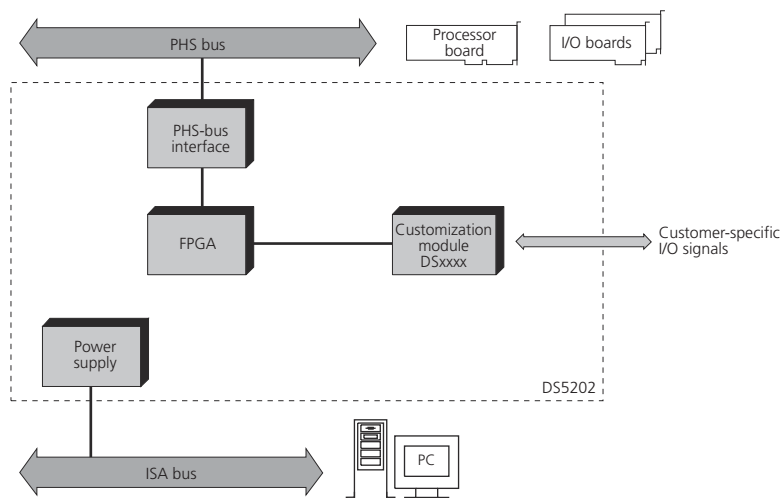 PHS bus
Processor
board
I/O boards
PHS-bus
interface
FPGA
Customization
module
DSxxxx
Customer-specific
I/O signals
Power
supply
DS5202
ISA bus
PC